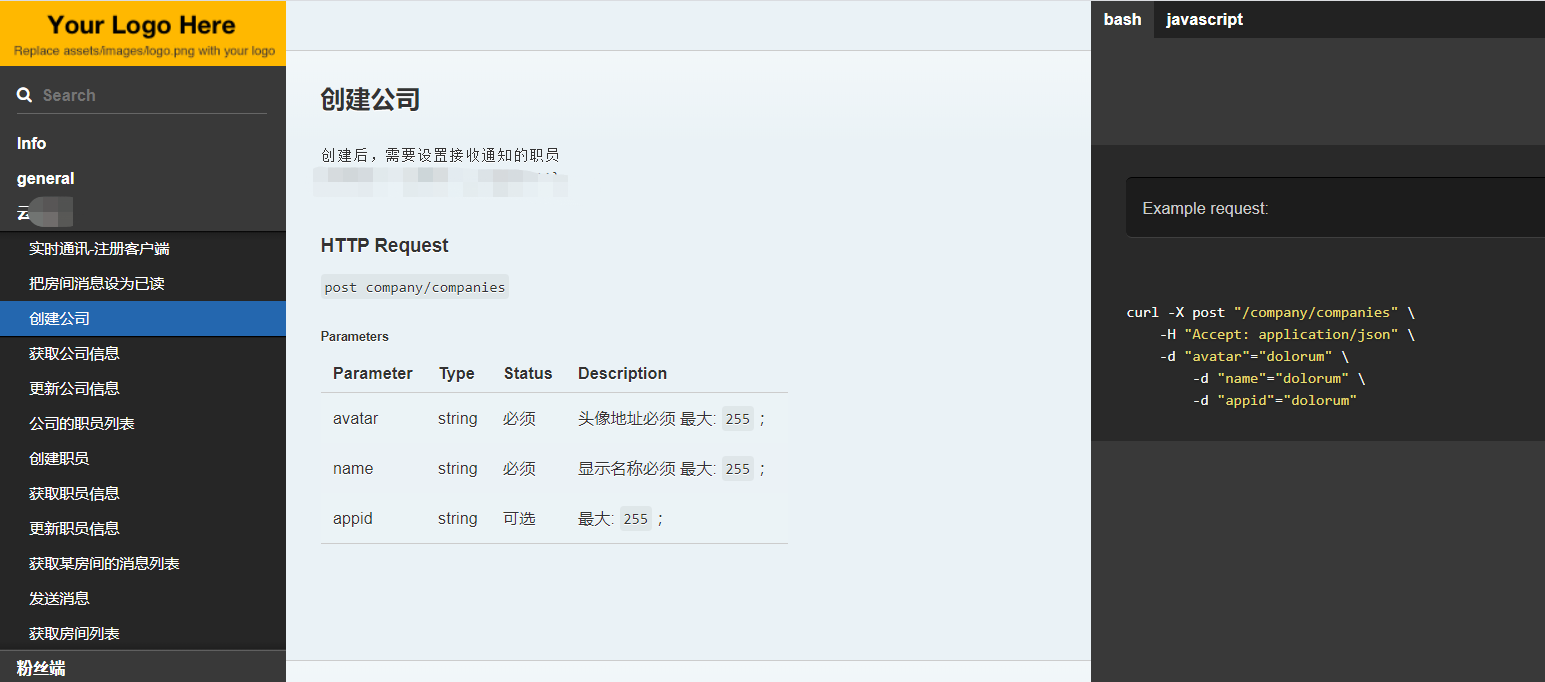 Your Logo Here
Replace assets/images/logo.png with your logo
Search
Info
general
云
实时通讯-注册客户端
把房间消息设为已读
创建公司
获取公司信息
更新公司信息
公司的职员列表
创建职员
获取职员信息
更新职员信息
获取某房间的消息列表
发送消息
获取房间列表
粉丝端
创建公司
创建后，需要设置接收通知的职员
HTTP Request
post company/companies
Parameters
Parameter Type Status Description
avatar string 必须 头像地址必须 最大: 255 ；
name string 必须 显示名称必须 最大: 255 ；
appid string 可选 最大: 255 ；
bash javascript
Example request:
curl -X post "/company/companies" \
-H "Accept: application/json" \
-d "avatar"="dolorum" \
-d "name"="dolorum" \
-d "appid"="dolorum"